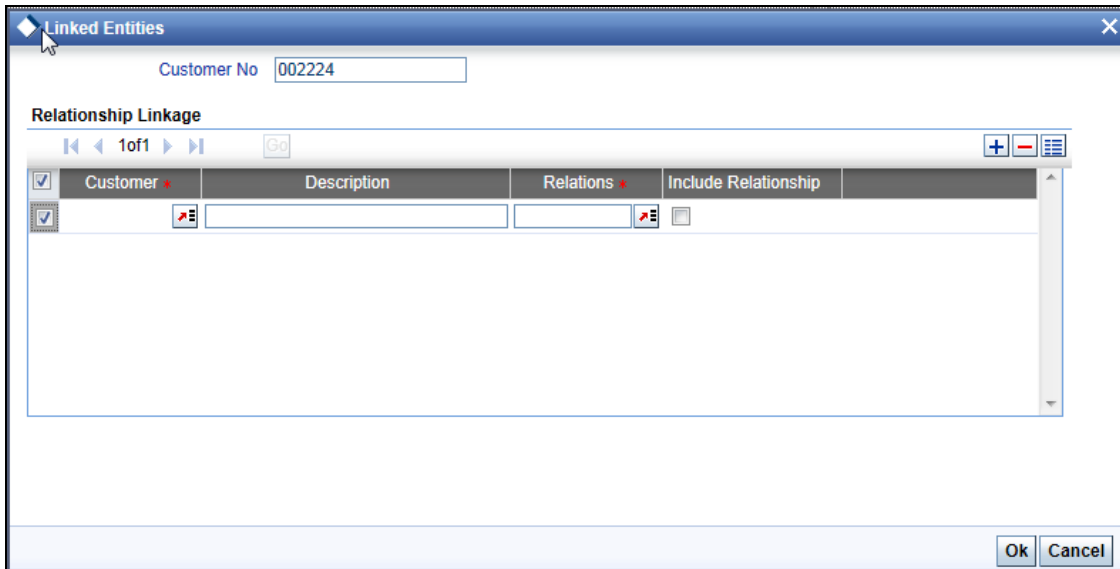 Linked Entities
Customer No 002224
Relationship Linkage
1of1 Go
Customer * Description Relations * Include Relationship
Ok Cancel